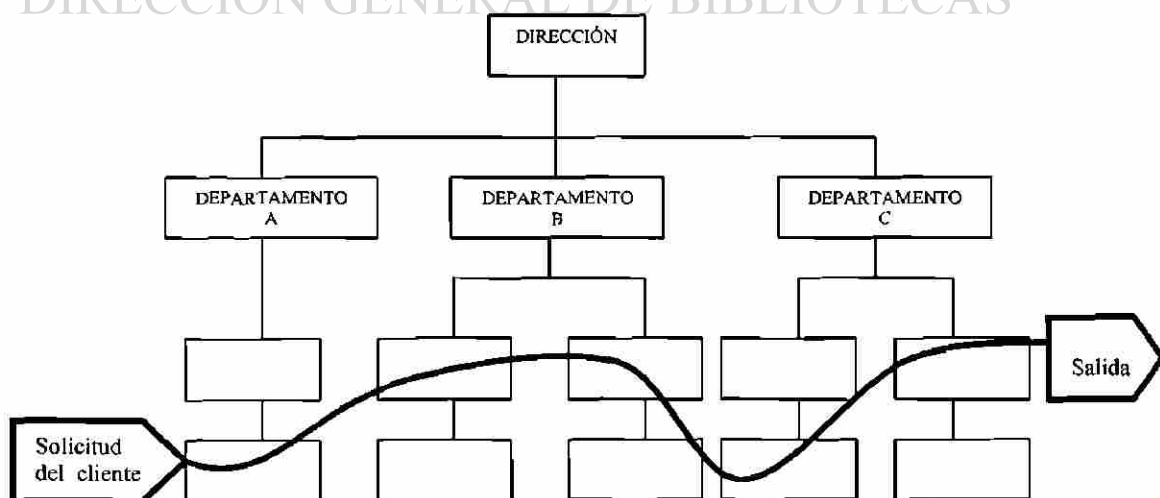 DIRECCIÓN GENERAL DE BIBLIOTECAS
DIRECCIÓN
DEPARTAMENTO
A
DEPARTAMENTO
B
DEPARTAMENTO
C
Salida
Solicitud
del cliente